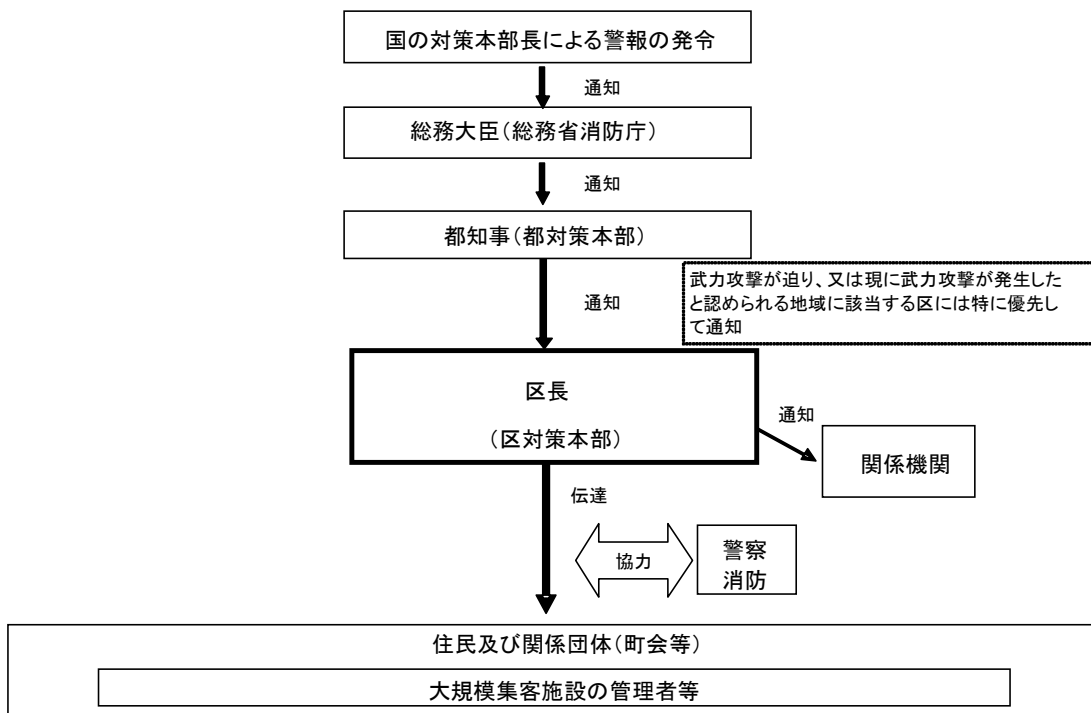 国の対策本部長による警報の発令
通知
総務大臣（総務省消防庁）
通知
都知事（都対策本部）
武力攻撃が迫り、又は現に武力攻撃が発生した
と認められる地域に該当する区には特に優先し
て通知
通知
区長
（区対策本部）
通知
関係機関
伝達
協力
警察
消防
住民及び関係団体（町会等）
大規模集客施設の管理者等